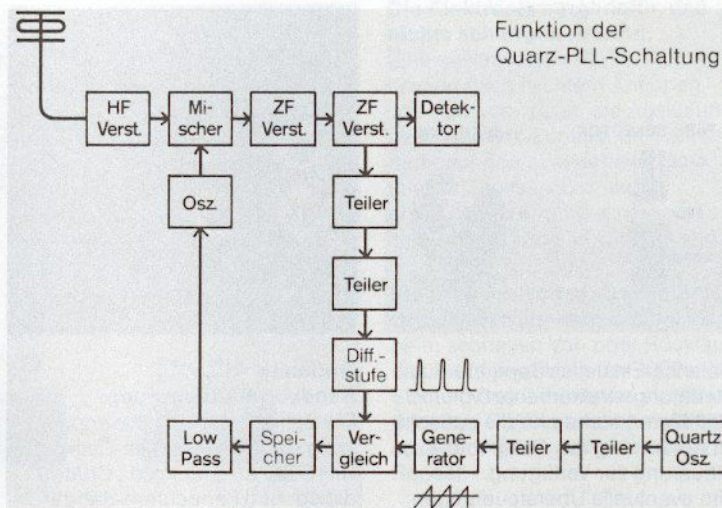 Funktion der
Quarz-PLL-Schaltung
HF
Verst.
Mi-
scher
ZF
Verst.
ZF
Verst.
Detek-
tor
Osz.
Teiler
Teiler
Diff.-
stufe
Low
Pass
Spei-
cher
Ver-
gleich
Gene-
rator
Teiler
Teiler
Quartz
Osz.